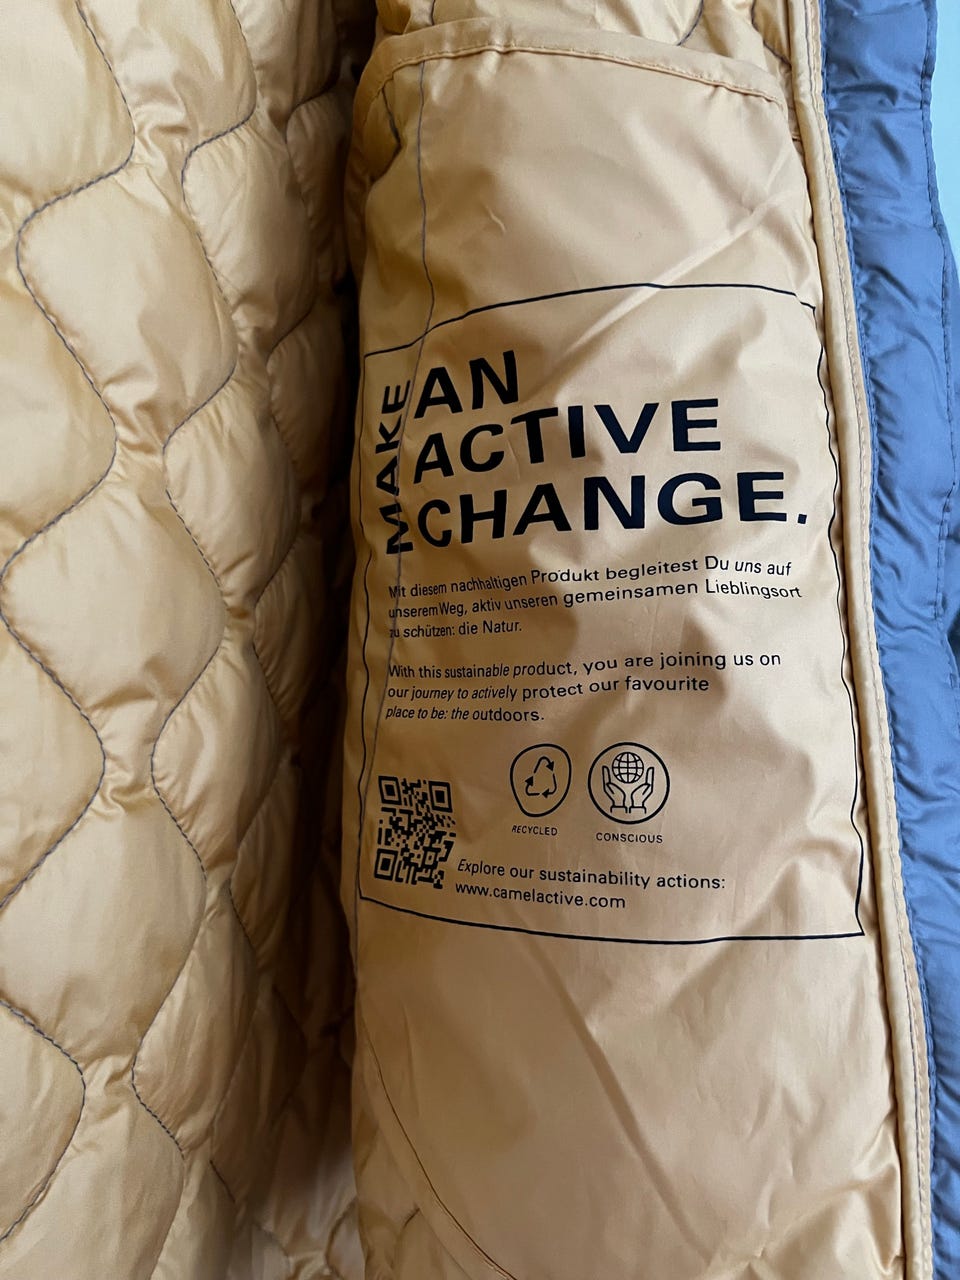 MAKE
AN
ACTIVE
CHANGE.
Mit diesem nachhaltigen Produkt begleitest Du uns auf
unserem Weg, aktiv unseren gemeinsamen Lieblingsort
zu schützen: die Natur.
With this sustainable product, you are joining us on
our journey to actively protect our favourite
place to be: the outdoors.
RECYCLED
CONSCIOUS
Explore our sustainability actions:
www.camelactive.com